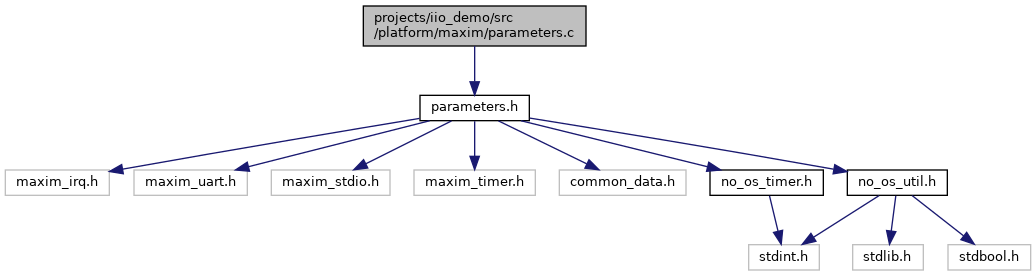 projects/iio_demo/src
/platform/maxim/parameters.c
parameters.h
maxim_irq.h
maxim_uart.h
maxim_stdio.h
maxim_timer.h
common_data.h
no_os_timer.h
no_os_util.h
stdint.h
stdlib.h
stdbool.h